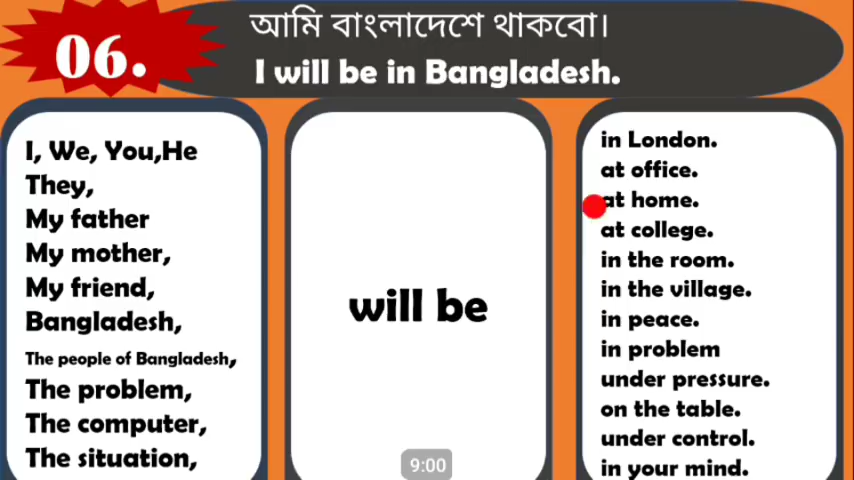 06.
আমি বাংলাদেশে থাকবো।
I will be in Bangladesh.
I, We, You,He
They,
My father
My mother,
My friend,
Bangladesh,
The people of Bangladesh,
The problem,
The computer,
The situation,
will be
9:00
in London.
at office.
at home.
at college.
in the room.
in the village.
in peace.
in problem
under pressure.
on the table.
under control.
in your mind.